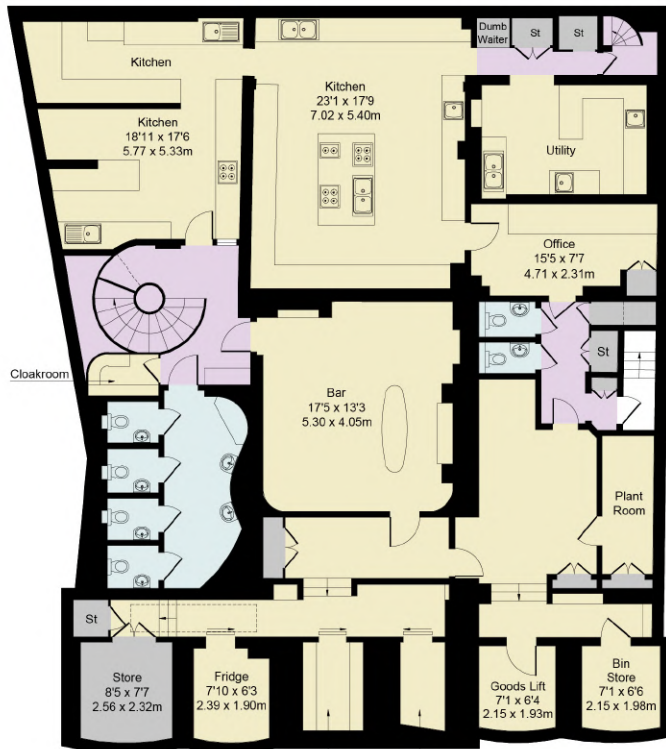 Dumb
Waiter
St
St
Kitchen
Kitchen
23'1 x 17'9
7.02 x 5.40m
Kitchen
18'11 x 17'6
5.77 x 5.33m
Utility
Office
15'5 x 7'7
4.71 x 2.31m
St
Cloakroom
Bar
17'5 x 13'3
5.30 x 4.05m
Plant
Room
St
Store
8'5 x 7'7
2.56 x 2.32m
Fridge
7'10 x 6'3
2.39 x 1.90m
Goods Lift
7'1 x 6'4
2.15 x 1.93m
Bin
Store
7'1 x 6'6
2.15 x 1.98m